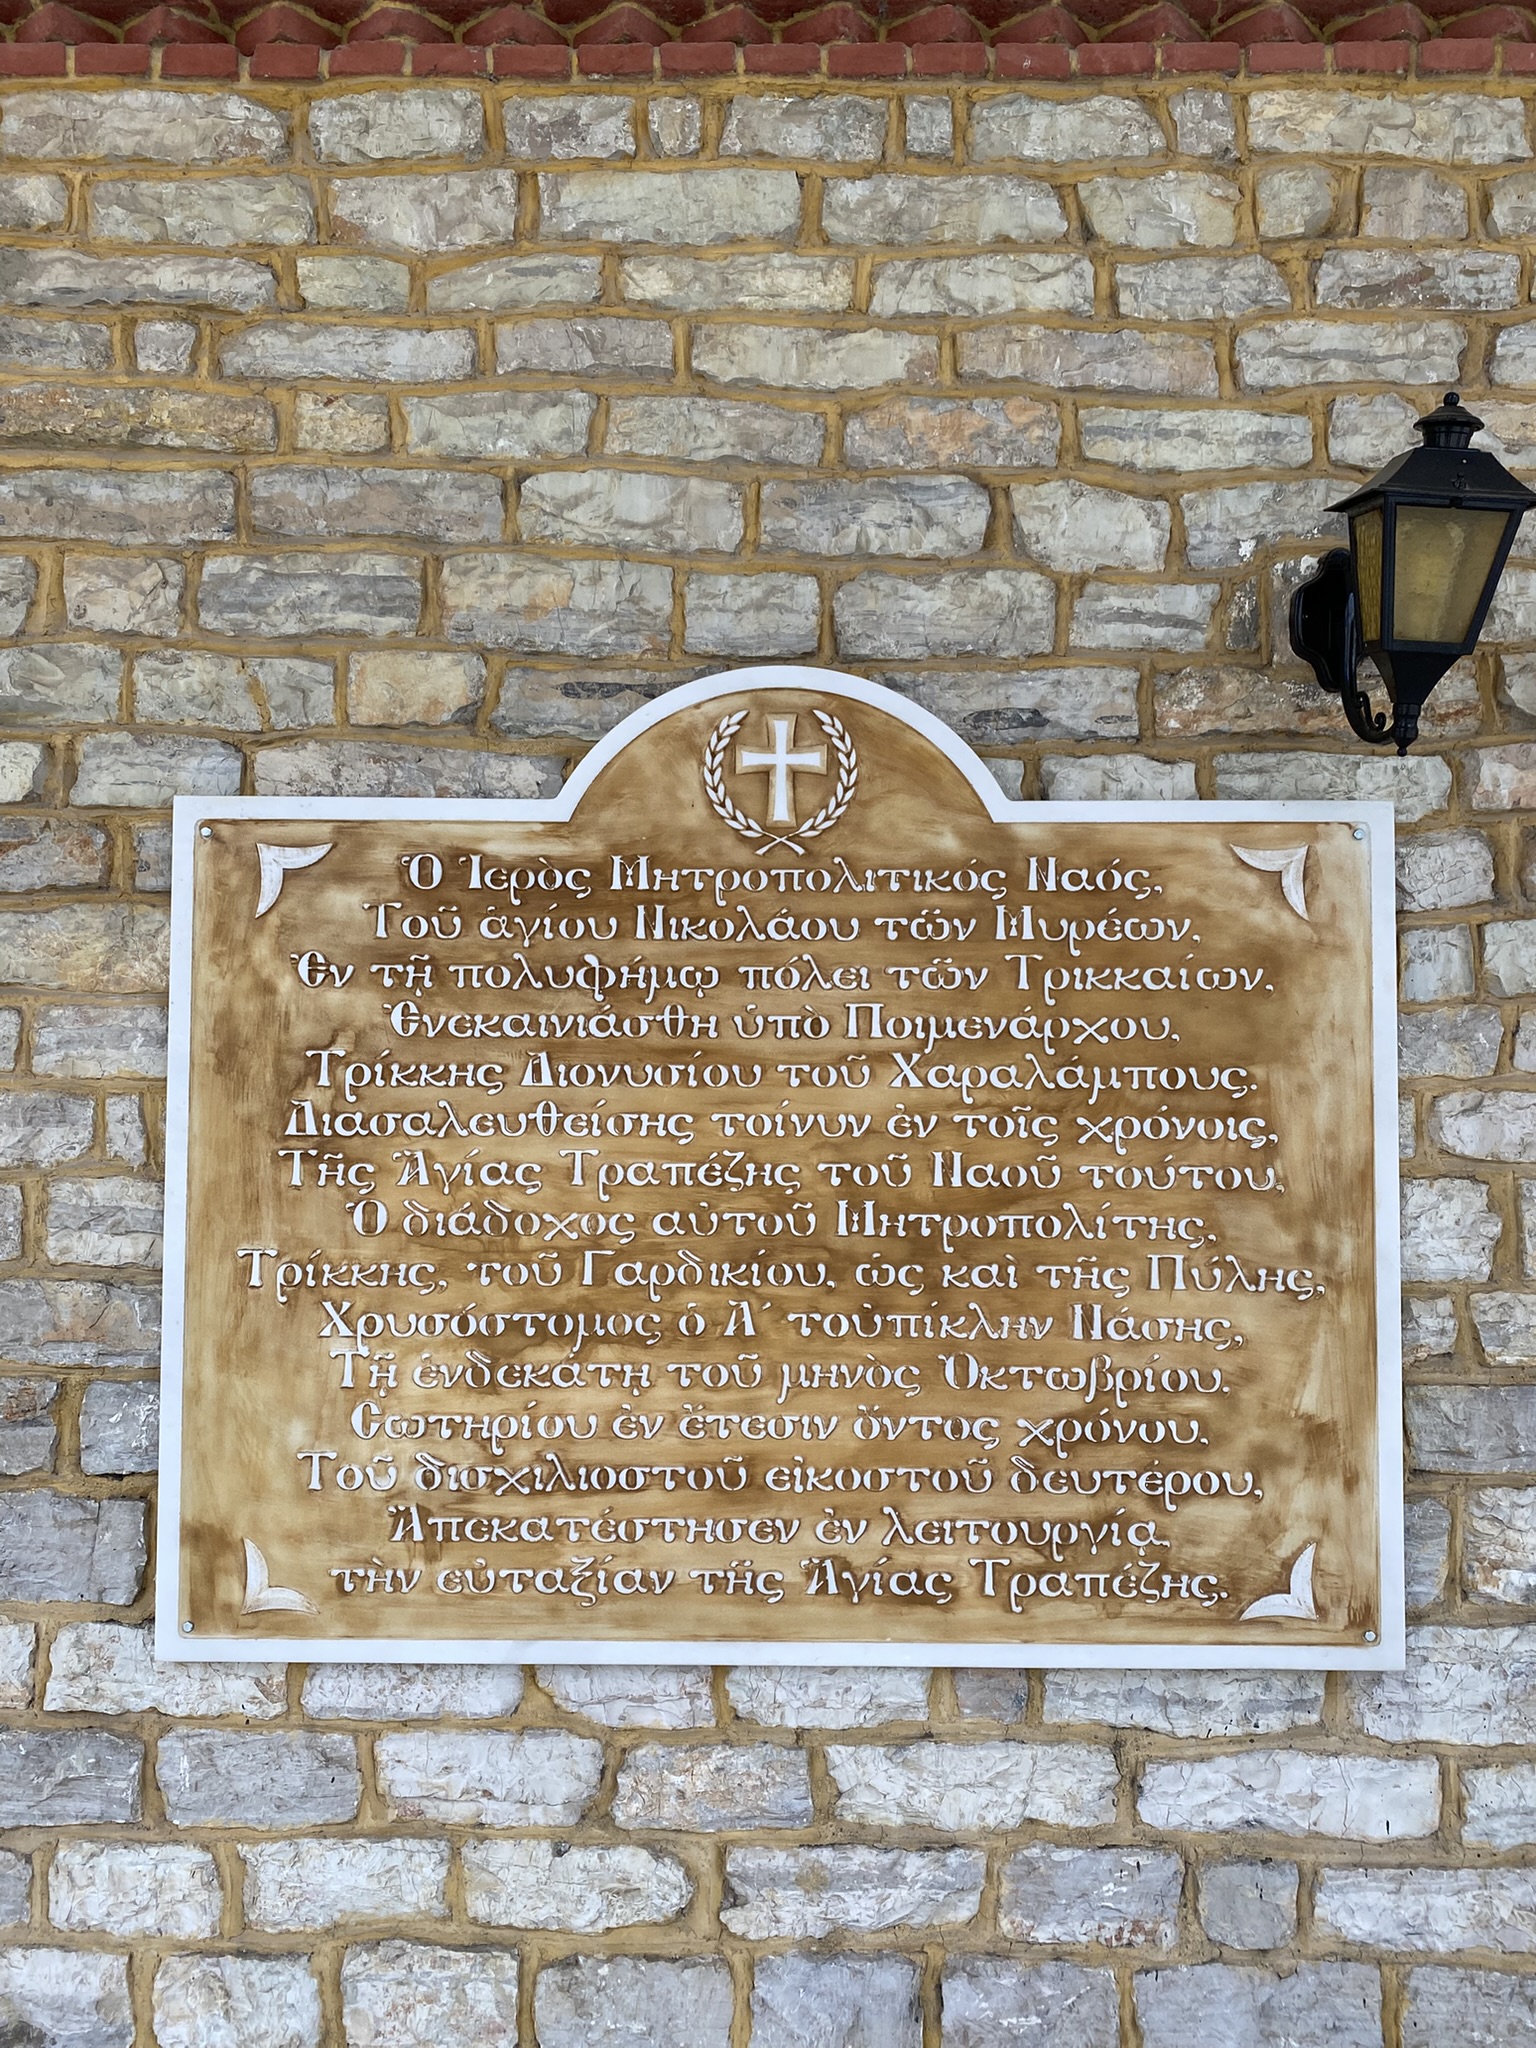 Ὁ Ἱερὸς Μητροπολιτικός Ναός,
Τοῦ ἁγίου Νικολάου τῶν Μυρέων,
Ἐν τῇ πολυφήμῳ πόλει τῶν Τρικκαίων,
Ἐνεκαινιάσθη ὑπὸ Ποιμενάρχου,
Τρίκκης Διονυσίου τοῦ Χαραλάμπους.
Διασαλευθείσης τοίνυν ἐν τοῖς χρόνοις,
Τῆς Ἁγίας Τραπέζης τοῦ Ναοῦ τούτου,
Ὁ διάδοχος αὐτοῦ Μητροπολίτης,
Τρίκκης, τοῦ Γαρδικίου, ὡς καὶ τῆς Πύλης,
Χρυσόστομος ὁ Α΄ τοὐπίκλην Νάσης,
Τῇ ἑνδεκάτῃ τοῦ μηνὸς Ὀκτωβρίου.
Σωτηρίου ἐν ἔτεσιν ὄντος χρόνου,
Τοῦ δισχιλιοστοῦ εἰκοστοῦ δευτέρου,
Ἀπεκατέστησεν ἐν λειτουργίᾳ,
τὴν εὐταξίαν τῆς Ἁγίας Τραπέζης.